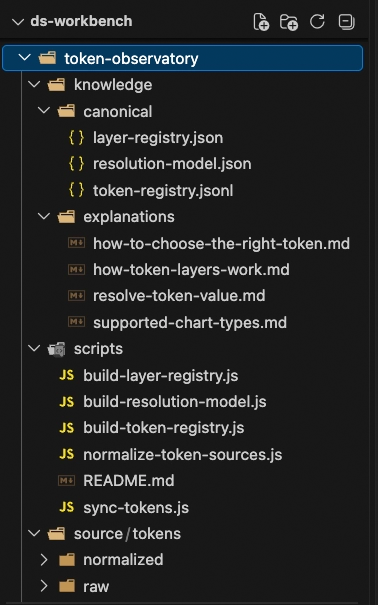 ds-workbench
token-observatory
knowledge
canonical
{ } layer-registry.json
{ } resolution-model.json
{ } token-registry.jsonl
explanations
M↓ how-to-choose-the-right-token.md
M↓ how-token-layers-work.md
M↓ resolve-token-value.md
M↓ supported-chart-types.md
scripts
JS build-layer-registry.js
JS build-resolution-model.js
JS build-token-registry.js
JS normalize-token-sources.js
M↓ README.md
JS sync-tokens.js
source/tokens
normalized
raw